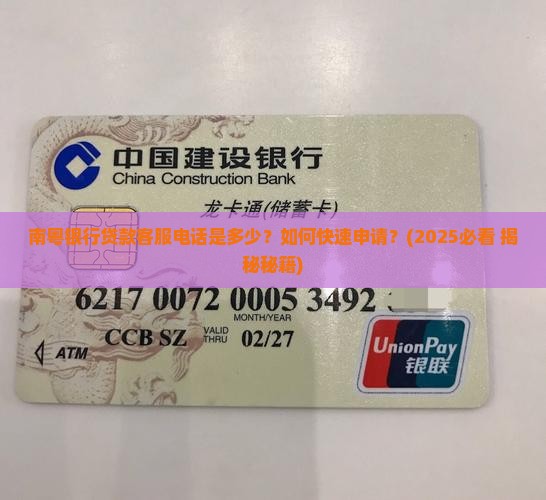 中国建设银行
China Construction Bank
龙卡通(储蓄卡)
南粤银行贷款客服电话是多少？如何快速申请？(2025必看 揭
秘秘籍)
6217 0072 0005 3492
MONTH/YEAR
CCB SZ VALID THRU 02/27
ATM
UnionPay
银联